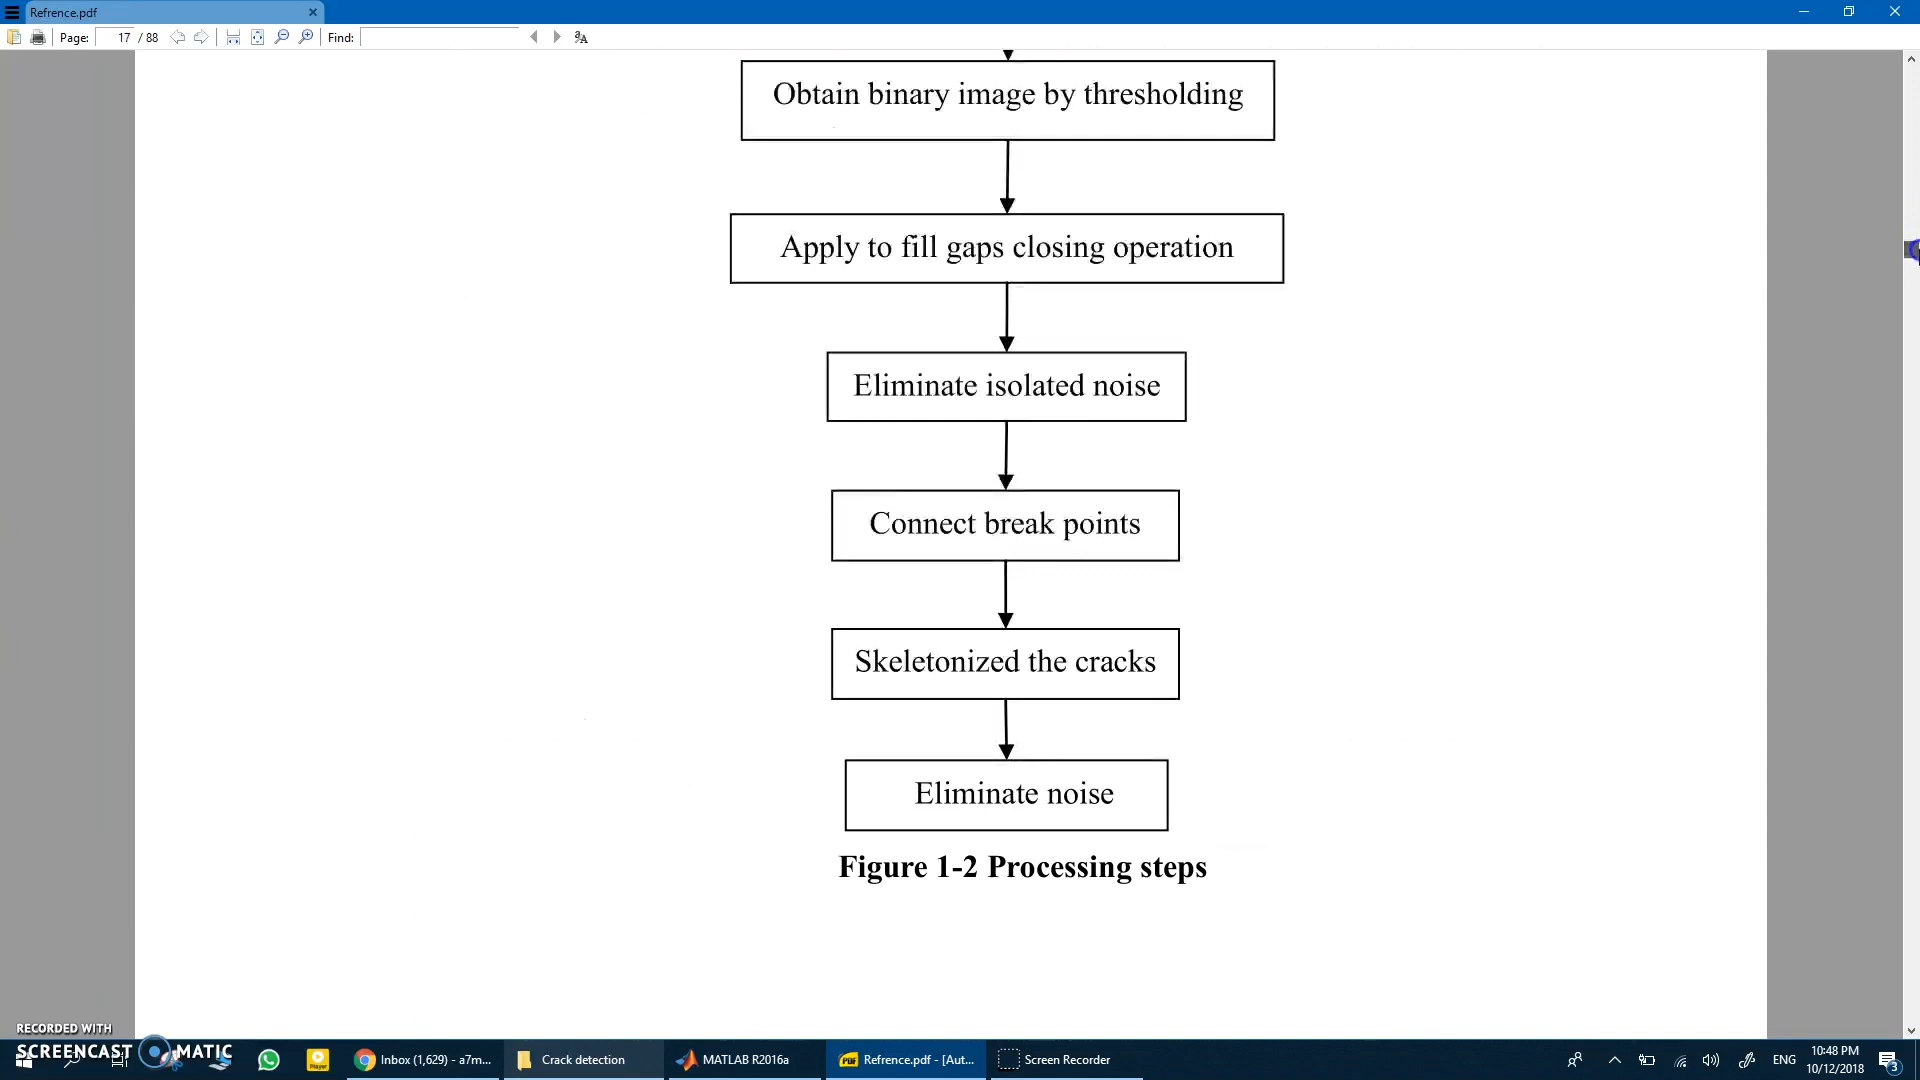 Refrence.pdf
Page: 17 / 88 Find:
Obtain binary image by thresholding
Apply to fill gaps closing operation
Eliminate isolated noise
Connect break points
Skeletonized the cracks
Eliminate noise
Figure 1-2 Processing steps
RECORDED WITH
SCREENCAST MATIC
Player
Inbox (1,629) - a7m...
Crack detection
MATLAB R2016a
PDF
Refrence.pdf - [Aut...
Screen Recorder
ENG
10:48 PM
10/12/2018
3